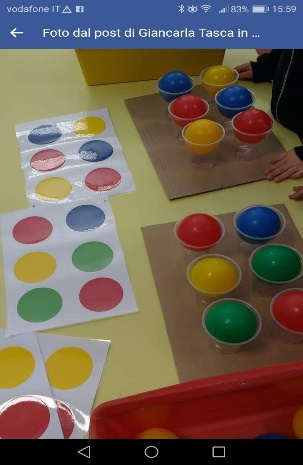 vodafone IT 83% 15:59
Foto dal post di Giancarla Tasca in ...